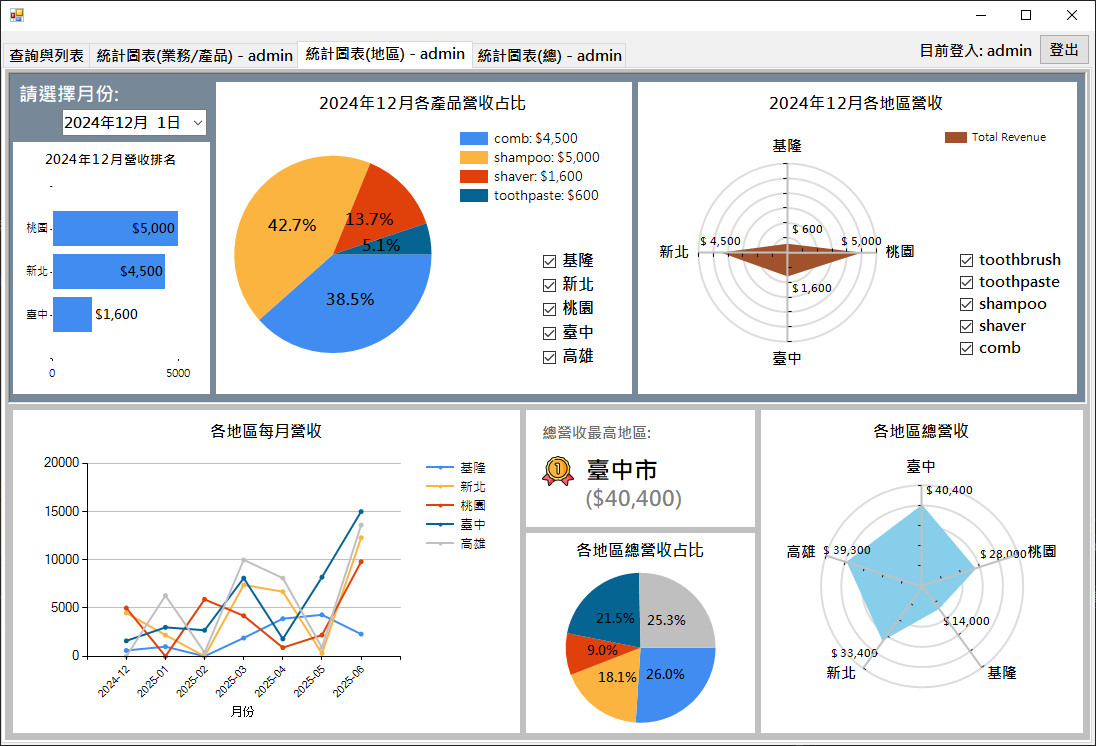 查詢與列表
統計圖表(業務/產品) - admin
統計圖表(地區) - admin
統計圖表(總) - admin
目前登入: admin
登出
請選擇月份:
2024年12月 1日
2024年12月營收排名
桃園
$5,000
新北
$4,500
臺中
$1,600
0
5000
2024年12月各產品營收占比
comb: $4,500
shampoo: $5,000
shaver: $1,600
toothpaste: $600
42.7%
13.7%
5.1%
38.5%
基隆
新北
桃園
臺中
高雄
2024年12月各地區營收
Total Revenue
基隆
$ 600
新北
$ 4,500
$ 5,000
桃園
$ 1,600
臺中
toothbrush
toothpaste
shampoo
shaver
comb
各地區每月營收
20000
15000
10000
5000
0
2024-12
2025-01
2025-02
2025-03
2025-04
2025-05
2025-06
月份
基隆
新北
桃園
臺中
高雄
總營收最高地區:
1
臺中市
($40,400)
各地區總營收占比
21.5%
25.3%
9.0%
18.1%
26.0%
各地區總營收
臺中
$ 40,400
高雄
$ 39,300
$ 28,000
桃園
$ 14,000
$ 33,400
新北
基隆